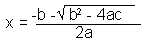 x = -b -√b² - 4ac
2a